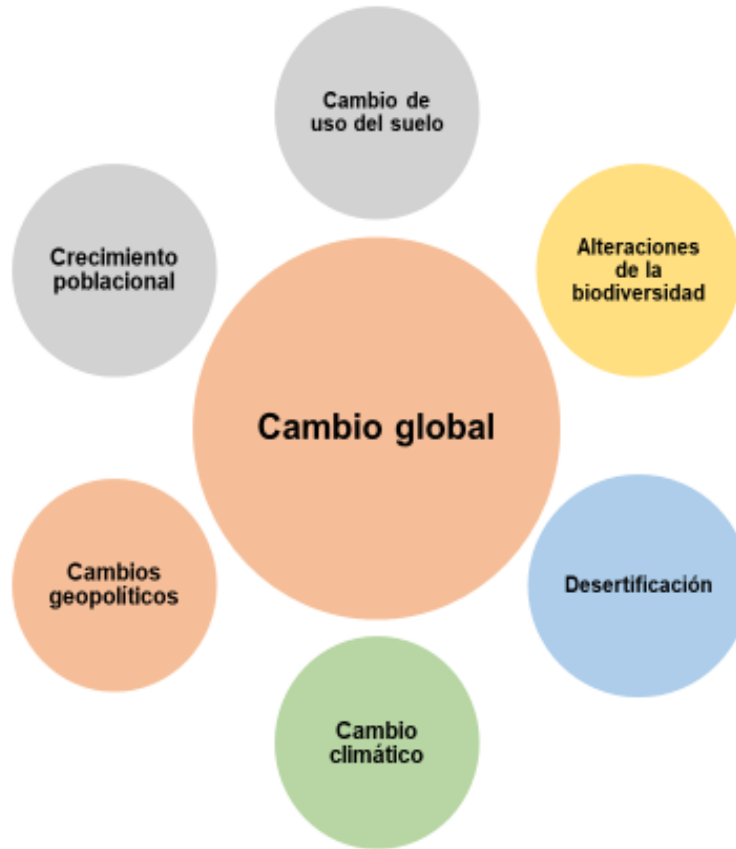 Cambio de
uso del suelo
Alteraciones
de la
biodiversidad
Crecimiento
poblacional
Cambio global
Cambios
geopolíticos
Desertificación
Cambio
climático